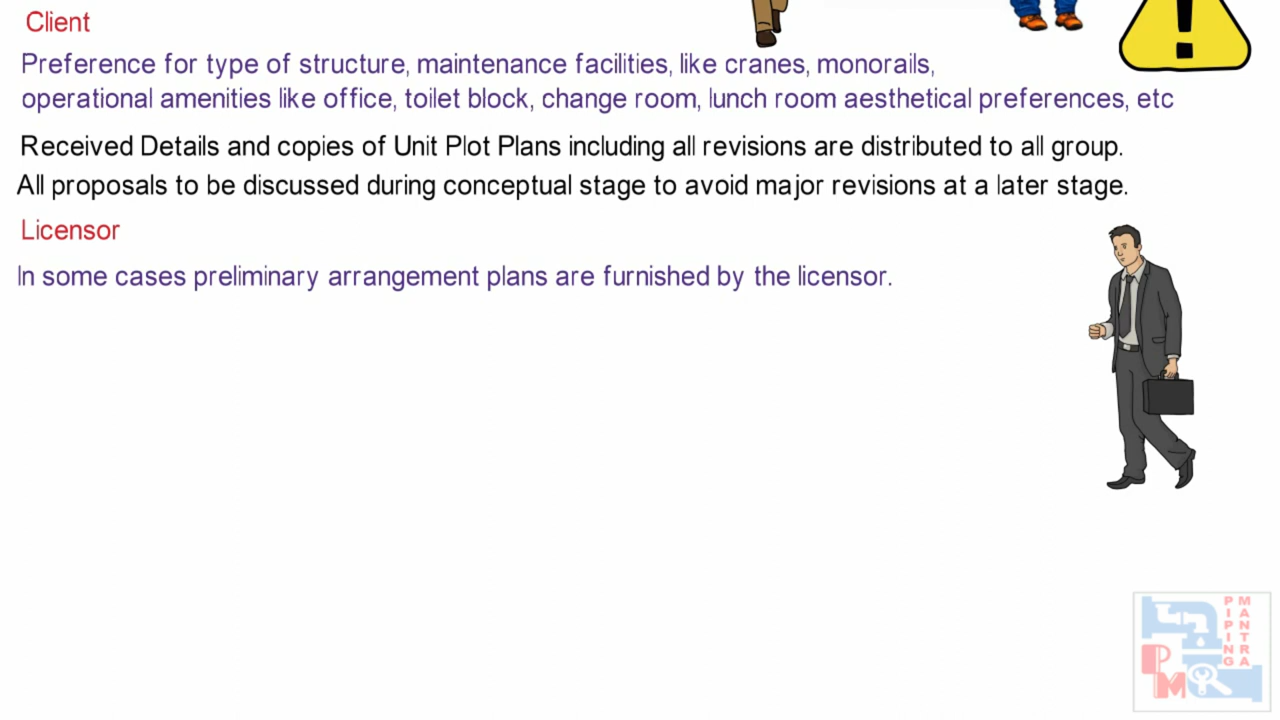 Client
Preference for type of structure, maintenance facilities, like cranes, monorails,
operational amenities like office, toilet block, change room, lunch room aesthetical preferences, etc
Received Details and copies of Unit Plot Plans including all revisions are distributed to all group.
All proposals to be discussed during conceptual stage to avoid major revisions at a later stage.
Licensor
In some cases preliminary arrangement plans are furnished by the licensor.
PIPING
MANTRA
PM